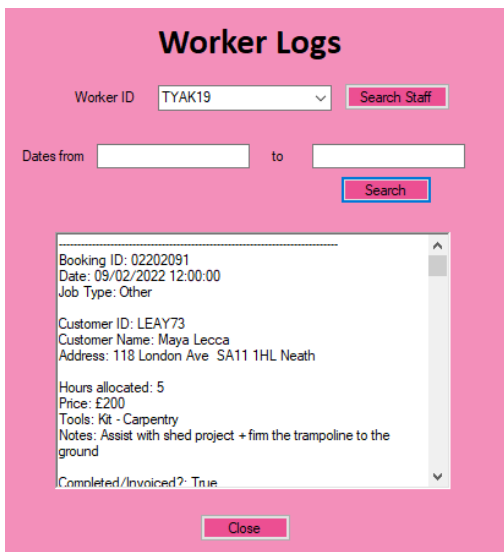 Worker Logs
Worker ID TYAK19 Search Staff
Dates from to
Search
--------------------------------------------------------------------------------
Booking ID: 02202091
Date: 09/02/2022 12:00:00
Job Type: Other
Customer ID: LEAY73
Customer Name: Maya Lecca
Address: 118 London Ave  SA11 1HL Neath
Hours allocated: 5
Price: £200
Tools: Kit - Carpentry
Notes: Assist with shed project + firm the trampoline to the
ground
Completed/Invoiced?: True
Close